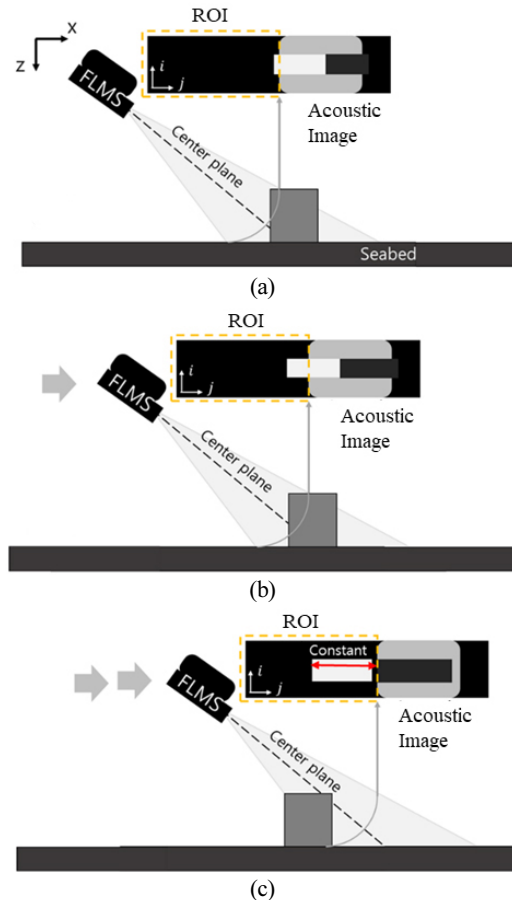 ROI
x
z
FLMS
i
j
Acoustic
Image
Center plane
Seabed
(a)
ROI
FLMS
i
j
Acoustic
Image
Center plane
(b)
ROI
Constant
FLMS
i
j
Acoustic
Image
Center plane
(c)